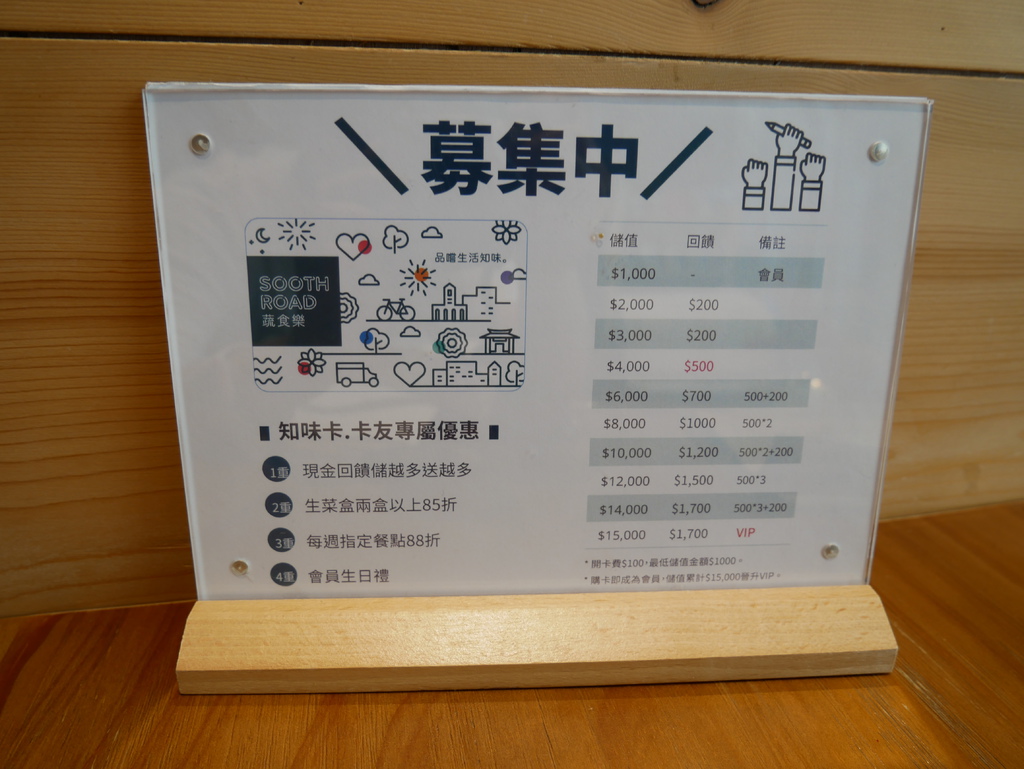 募集中
品嚐生活知味。
SOOTH
ROAD
蔬食樂
知味卡.卡友專屬優惠
1重 現金回饋儲越多送越多
2重 生菜盒兩盒以上85折
3重 每週指定餐點88折
4重 會員生日禮
儲值 回饋 備註
$1,000 - 會員
$2,000 $200
$3,000 $200
$4,000 $500
$6,000 $700 500+200
$8,000 $1000 500*2
$10,000 $1,200 500*2+200
$12,000 $1,500 500*3
$14,000 $1,700 500*3+200
$15,000 $1,700 VIP
*開卡費$100,最低儲值金額$1000。
*購卡即成為會員,儲值累計$15,000晉升VIP。